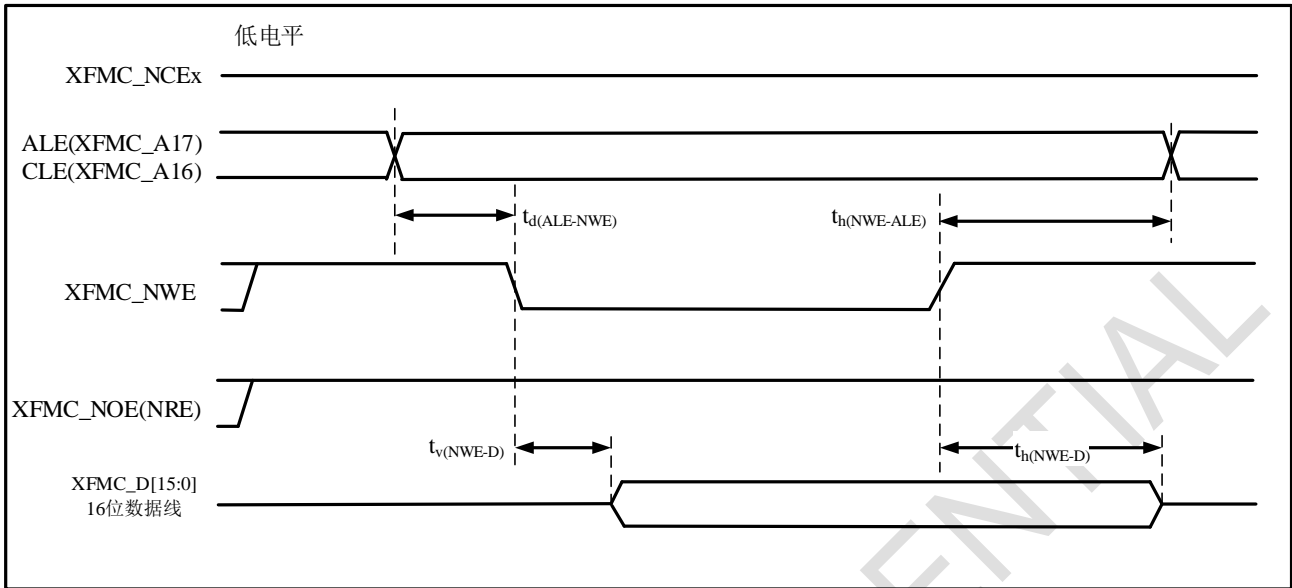 低电平
XFMC_NCEx
ALE(XFMC_A17)
CLE(XFMC_A16)
td(ALE-NWE)
th(NWE-ALE)
XFMC_NWE
XFMC_NOE(NRE)
tv(NWE-D)
th(NWE-D)
XFMC_D[15:0]
16位数据线
ENTIAL